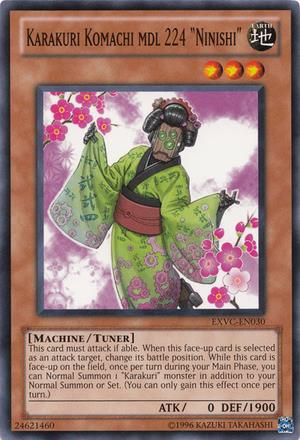 KARAKURI KOMACHI MDL 224 "NINISHI"
EARTH
地
EXVC-EN030
[MACHINE / TUNER]
This card must attack if able. When this face-up card is selected
as an attack target, change its battle position. While this card is
face-up on the field, once per turn during your Main Phase, you
can Normal Summon 1 "Karakuri" monster in addition to your
Normal Summon or Set. (You can only gain this effect once per
turn.)
ATK/ 0 DEF/1900
24621460
©1996 KAZUKI TAKAHASHI